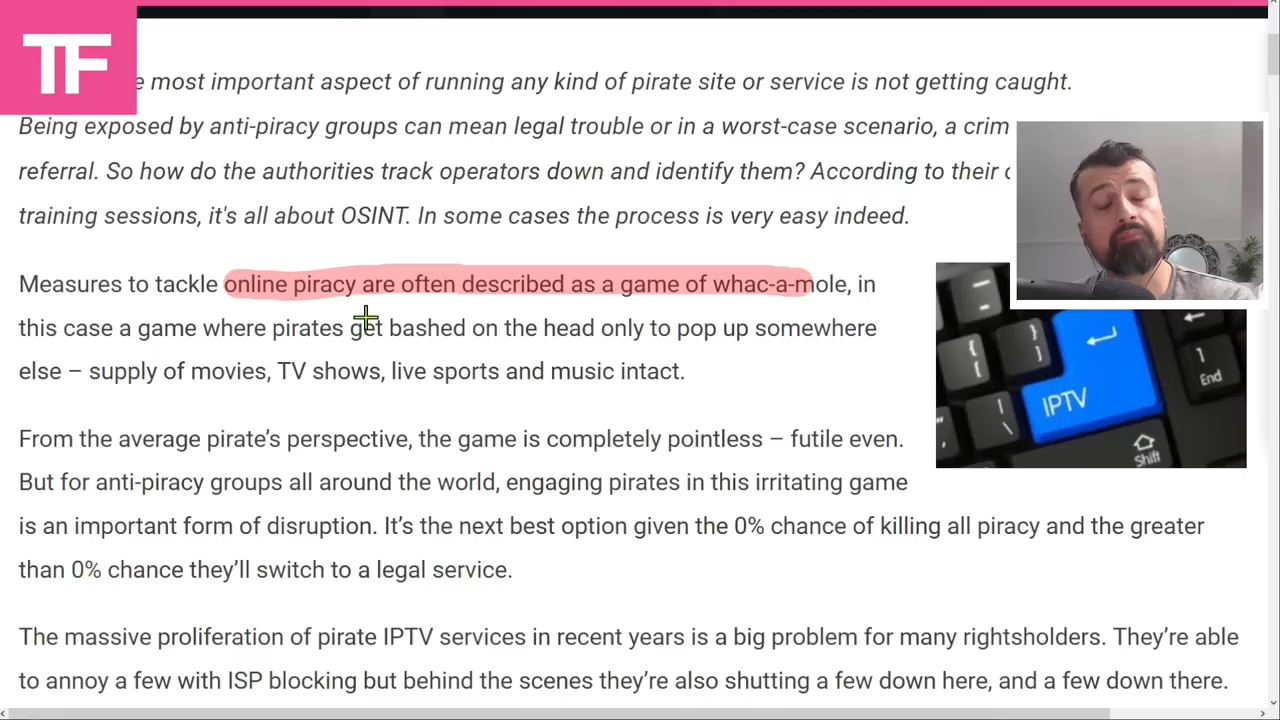 TF
e most important aspect of running any kind of pirate site or service is not getting caught.
Being exposed by anti-piracy groups can mean legal trouble or in a worst-case scenario, a crim
referral. So how do the authorities track operators down and identify them? According to their
training sessions, it's all about OSINT. In some cases the process is very easy indeed.
Measures to tackle online piracy are often described as a game of whac-a-mole, in
this case a game where pirates get bashed on the head only to pop up somewhere
else – supply of movies, TV shows, live sports and music intact.
From the average pirate's perspective, the game is completely pointless – futile even.
But for anti-piracy groups all around the world, engaging pirates in this irritating game
is an important form of disruption. It's the next best option given the 0% chance of killing all piracy and the greater
than 0% chance they'll switch to a legal service.
The massive proliferation of pirate IPTV services in recent years is a big problem for many rightsholders. They're able
to annoy a few with ISP blocking but behind the scenes they're also shutting a few down here, and a few down there.
IPTV
1
End
Shift